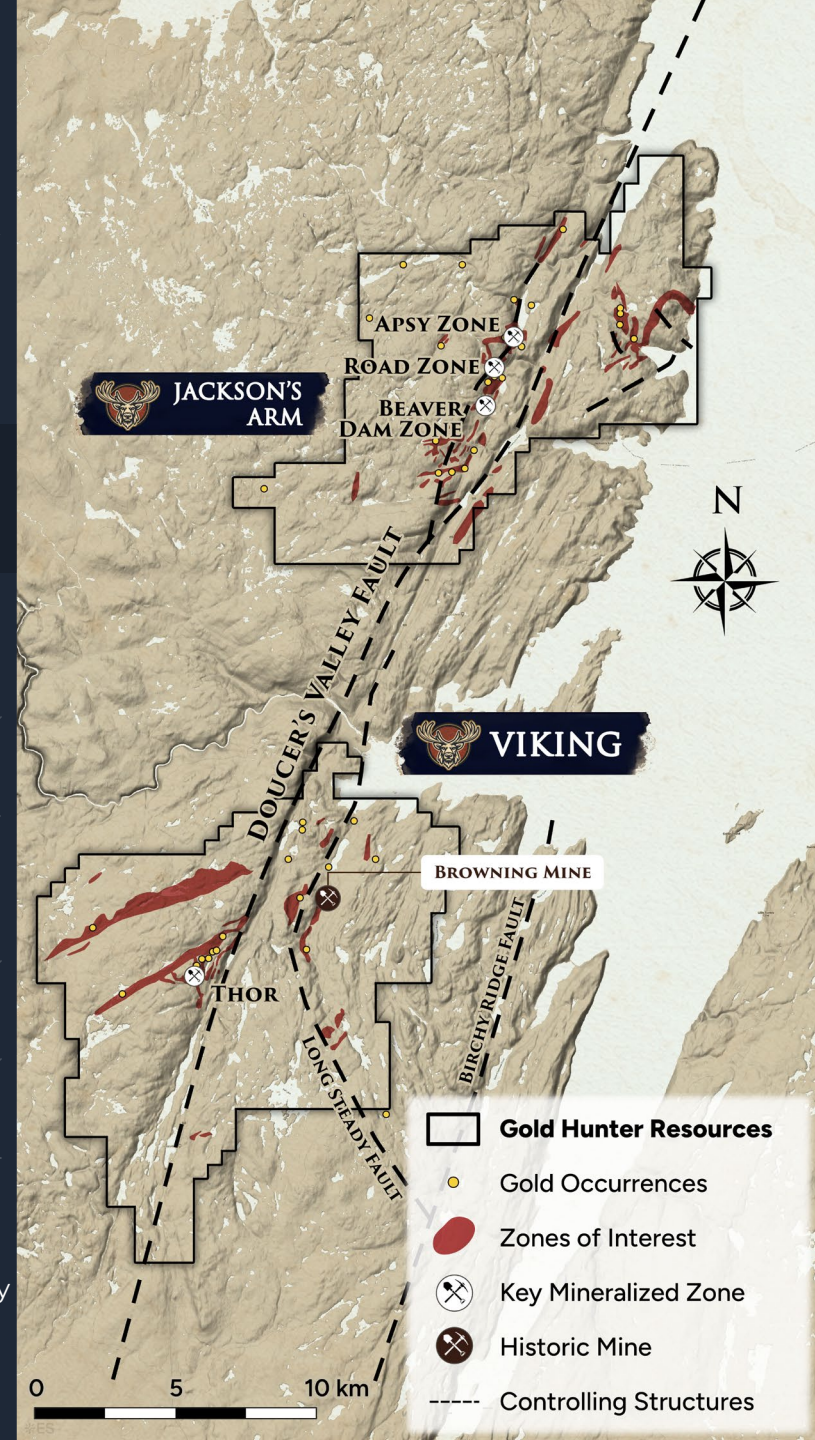 APSY ZONE
ROAD ZONE
JACKSON'S
ARM
BEAVER
DAM ZONE
N
DOUCER'S VALLEY FAULT
VIKING
BROWNING MINE
THOR
BIRCHY RIDGE FAULT
LONG STEADY FAULT
Gold Hunter Resources
Gold Occurrences
Zones of Interest
Key Mineralized Zone
Historic Mine
Controlling Structures
y
0 5 10 km